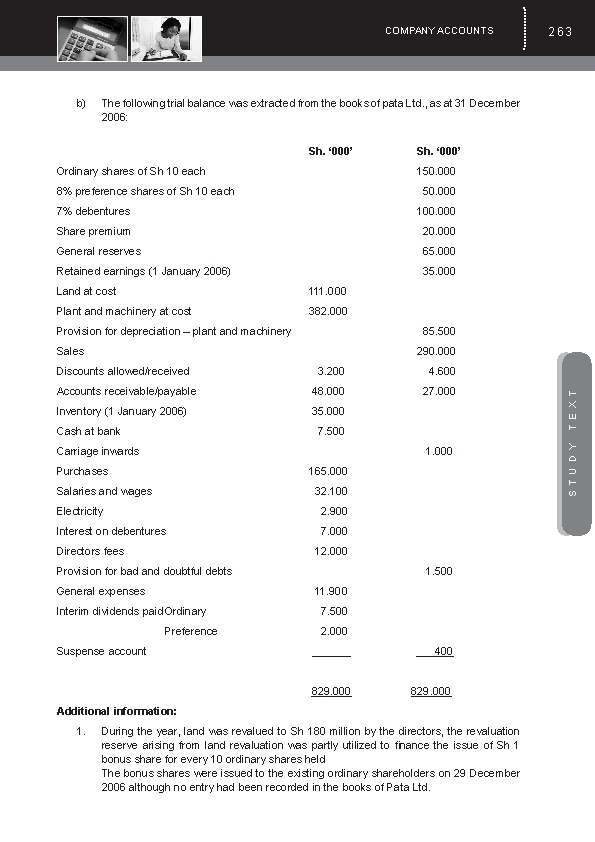 COMPANY ACCOUNTS 263
b) The following trial balance was extracted from the books of pata Ltd., as at 31 December
2006:
Sh. ‘000’ Sh. ‘000’
Ordinary shares of Sh 10 each 150.000
8% preference shares of Sh 10 each 50.000
7% debentures 100.000
Share premium 20.000
General reserves 65.000
Retained earnings (1 January 2006) 35.000
Land at cost 111.000
Plant and machinery at cost 382.000
Provision for depreciation – plant and machinery 85.500
Sales 290.000
Discounts allowed/received 3.200 4.600
Accounts receivable/payable 48.000 27.000
Inventory (1 January 2006) 35.000
Cash at bank 7.500
Carriage inwards 1.000
Purchases 165.000
Salaries and wages 32.100
Electricity 2.900
Interest on debentures 7.000
Directors fees 12.000
Provision for bad and doubtful debts 1.500
General expenses 11.900
Interim dividends paidOrdinary 7.500
Preference 2.000
Suspense account 400
829.000 829.000
Additional information:
1. During the year, land was revalued to Sh 180 million by the directors, the revaluation
reserve arising from land revaluation was partly utilized to finance the issue of Sh 1
bonus share for every 10 ordinary shares held
The bonus shares were issued to the existing ordinary shareholders on 29 December
2006 although no entry had been recorded in the books of Pata Ltd.
STUDY TEXT